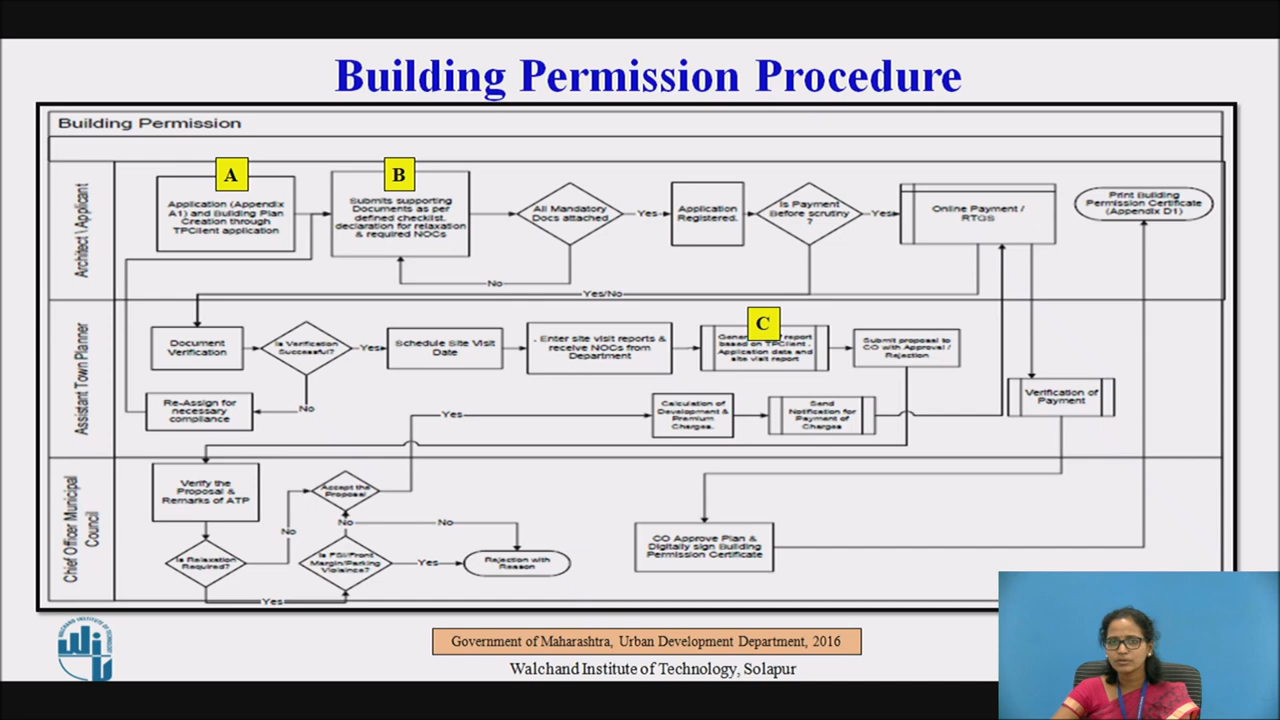 Building Permission Procedure
Building Permission
Architect \ Applicant
A
Application (Appendix
A1) and Building Plan
Creation through
TPClient application
B
Submits supporting
Documents as per
defined checklist.
declaration for relaxation
& required NOCs
All Mandatory
Docs attached
Yes
No
Application
Registered.
Is Payment
Before scrutiny
?
Yes
Yes/No
Online Payment /
RTGS
Print Building
Permission Certificate
(Appendix D1)
Assistant Town Planner
Document
Verification
Is Verification
Successful?
Yes
No
Schedule Site Visit
Date
. Enter site visit reports &
receive NOCs from
Department
C
report
based on TPClient .
Application data and
site visit report
Submit proposal to
CO with Approval /
Rejection
Re-Assign for
necessary
compliance
Yes
Calculation of
Development &
Premium
Charges.
Send
Notification for
Payment of
Charges
Verification of
Payment
Chief Officer Municipal
Council
Verify the
Proposal &
Remarks of ATP
Is Relaxation
Required?
No
Yes
Accept the
Proposal
No
No
Is FSI/Front
Margin/Parking
Violaince?
Yes
Rejection with
Reason
CO Approve Plan &
Digitally sign Building
Permission Certificate
WALCHAND INSTITUTE OF TECHNOLOGY
Government of Maharashtra, Urban Development Department, 2016
Walchand Institute of Technology, Solapur